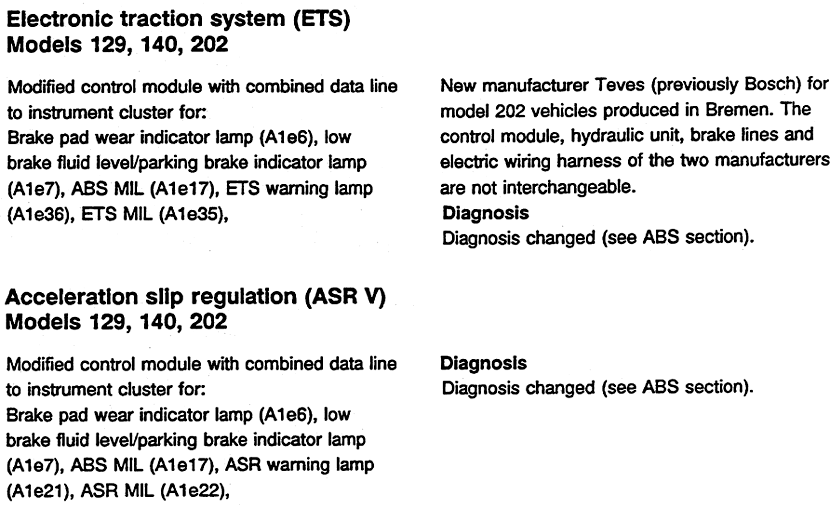 Electronic traction system (ETS)
Models 129, 140, 202
Modified control module with combined data line
to instrument cluster for:
Brake pad wear indicator lamp (A1e6), low
brake fluid level/parking brake indicator lamp
(A1e7), ABS MIL (A1e17), ETS warning lamp
(A1e36), ETS MIL (A1e35),
New manufacturer Teves (previously Bosch) for
model 202 vehicles produced in Bremen. The
control module, hydraulic unit, brake lines and
electric wiring harness of the two manufacturers
are not interchangeable.
Diagnosis
Diagnosis changed (see ABS section).
Acceleration slip regulation (ASR V)
Models 129, 140, 202
Modified control module with combined data line
to instrument cluster for:
Brake pad wear indicator lamp (A1e6), low
brake fluid level/parking brake indicator lamp
(A1e7), ABS MIL (A1e17), ASR warning lamp
(A1e21), ASR MIL (A1e22),
Diagnosis
Diagnosis changed (see ABS section).